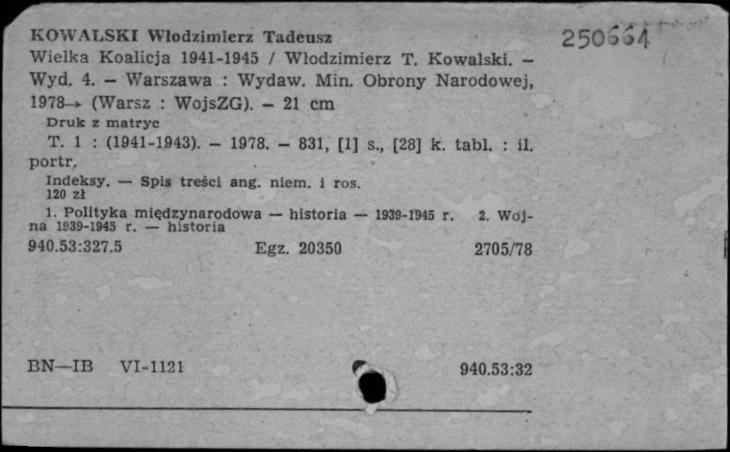 KOWALSKI Włodzimierz Tadeusz 250664
Wielka Koalicja 1941-1945 / Włodzimierz T. Kowalski. —
Wyd. 4. — Warszawa : Wydaw. Min. Obrony Narodowej,
1978→ (Warsz : WojsZG). — 21 cm
Druk z matryc
T. 1 : (1941-1943). — 1978. — 831, [1] s., [28] k. tabl. : il.
portr.
Indeksy. — Spis treści ang. niem. i ros.
120 zł
1. Polityka międzynarodowa — historia — 1939-1945 r. 2. Woj-
na 1939-1945 r. — historia
940.53:327.5 Egz. 20350 2705/78
BN—IB VI-1121 940.53:32